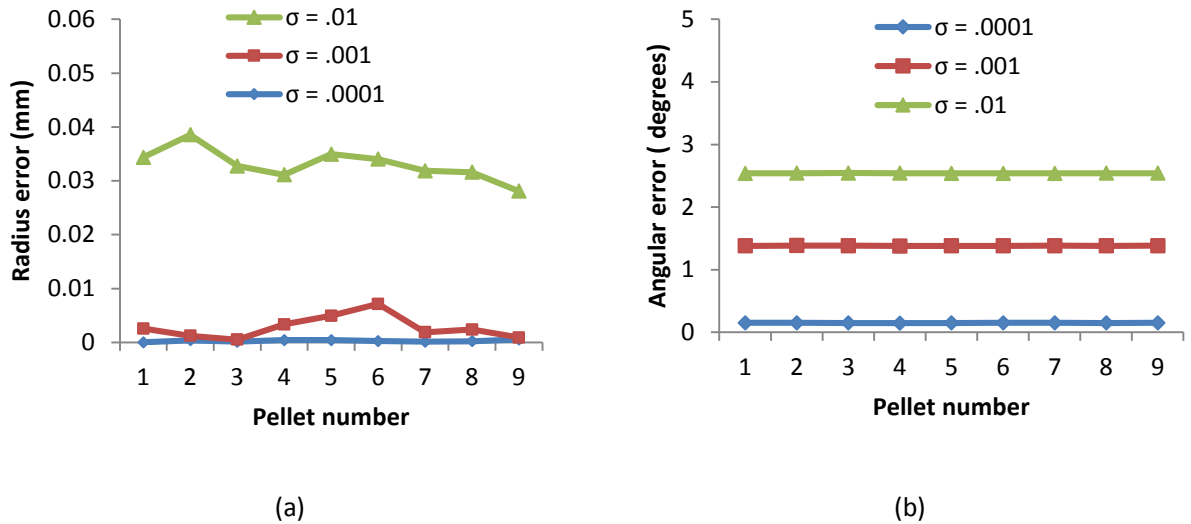 0.06
0.05
0.04
0.03
0.02
0.01
0
Radius error (mm)
σ = .01
σ = .001
σ = .0001
1 2 3 4 5 6 7 8 9
Pellet number
(a)
5
4
3
2
1
0
Angular error ( degrees)
σ = .0001
σ = .001
σ = .01
1 2 3 4 5 6 7 8 9
Pellet number
(b)